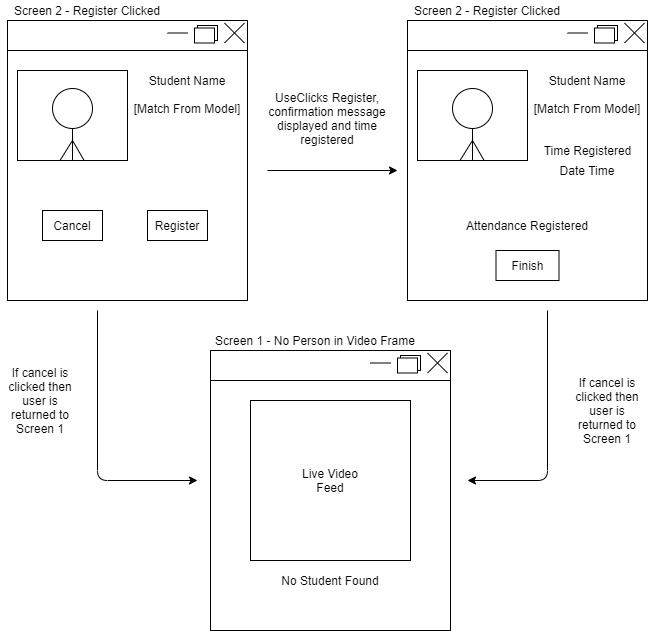 Screen 2 - Register Clicked
Student Name
[Match From Model]
Cancel
Register
UseClicks Register,
confirmation message
displayed and time
registered
Screen 2 - Register Clicked
Student Name
[Match From Model]
Time Registered
Date Time
Attendance Registered
Finish
If cancel is
clicked then
user is
returned to
Screen 1
Screen 1 - No Person in Video Frame
Live Video
Feed
No Student Found
If cancel is
clicked then
user is
returned to
Screen 1